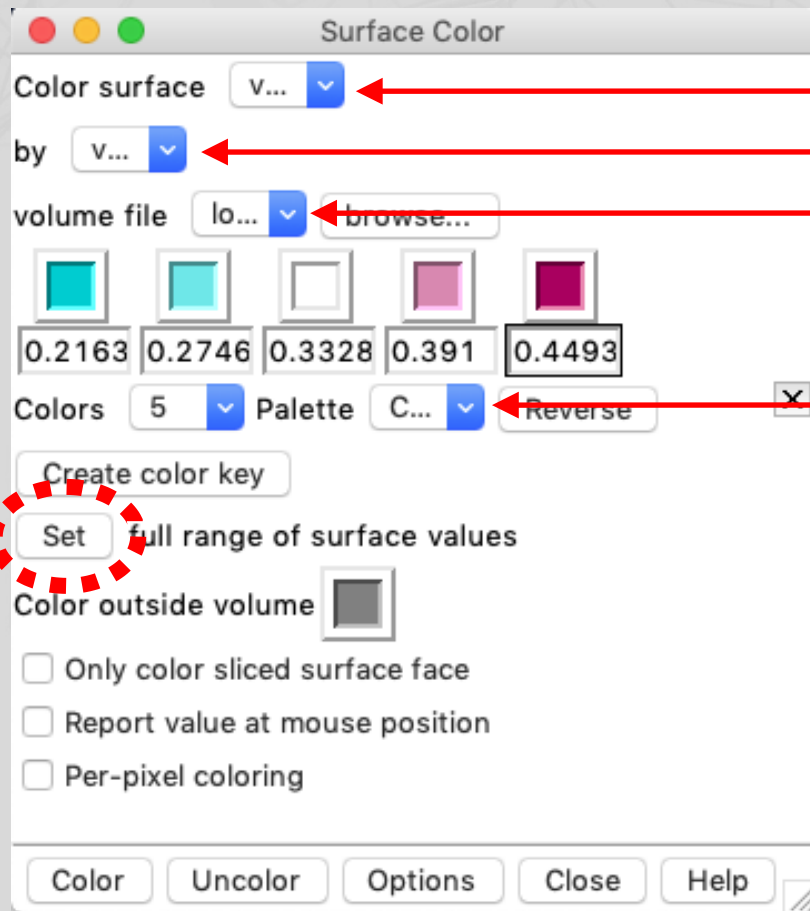 Surface Color
Color surface v...
by v...
volume file lo... browse...
0.2163 0.2746 0.3328 0.391 0.4493
Colors 5 Palette C... Reverse
Create color key
Set full range of surface values
Color outside volume
Only color sliced surface face
Report value at mouse position
Per-pixel coloring
Color Uncolor Options Close Help